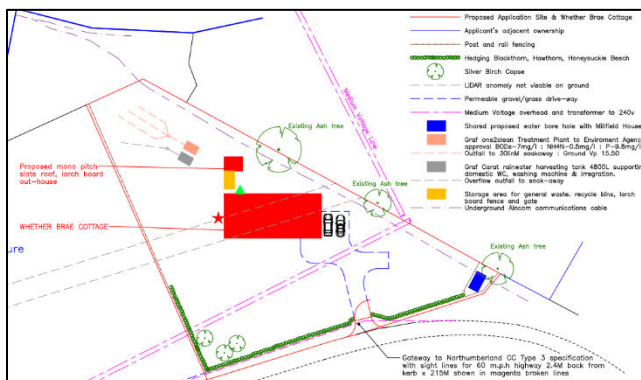 Proposed Application Site & Whether Brae Cottage
Applicant's adjacent ownership
Post and rail fencing
Hedging Blackthorn, Hawthorn, Honeysuckle Beech
Silver Birch Copse
LiDAR anomaly not visable on ground
Permeable gravel/grass drive-way
Medium Voltage overhead and transformer to 240v
Shared proposed water bore hole with Millfield House
Graf one2clean Treatment Plant to Enviroment Agency
approval BOD5-7mg/l : NH4N-0.5mg/l : P-9.8mg/l
Outfall to soakaway : Ground Vp 15.50
Graf Carat rainwater harvesting tank 4800L supporting
domestic WC, washing machine & irregation.
Overflow outfall to soak-away
Storage area for general waste, recycle bins, larch
board fence and gate
Underground communications cable
Medium Voltage Line
Existing Ash tree
Proposed mono pitch
slate roof, larch board
out-house
Existing Ash tree
WHETHER BRAE COTTAGE
Existing Ash tree
ure
Gateway to Northumberland CC Type 3 specification
with sight lines for 60 m.p.h highway 2.4M back from
kerb x 215M shown in magenta broken lines